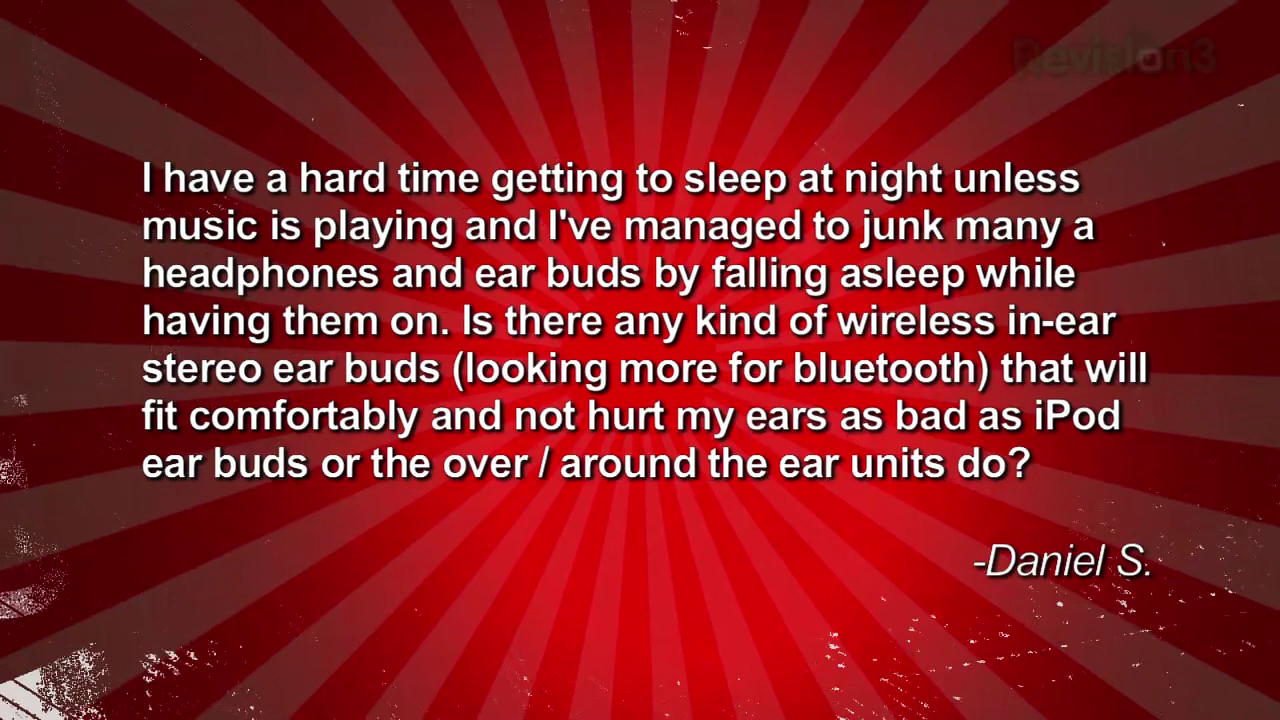 Revision3
I have a hard time getting to sleep at night unless
music is playing and I've managed to junk many a
headphones and ear buds by falling asleep while
having them on. Is there any kind of wireless in-ear
stereo ear buds (looking more for bluetooth) that will
fit comfortably and not hurt my ears as bad as iPod
ear buds or the over / around the ear units do?
-Daniel S.